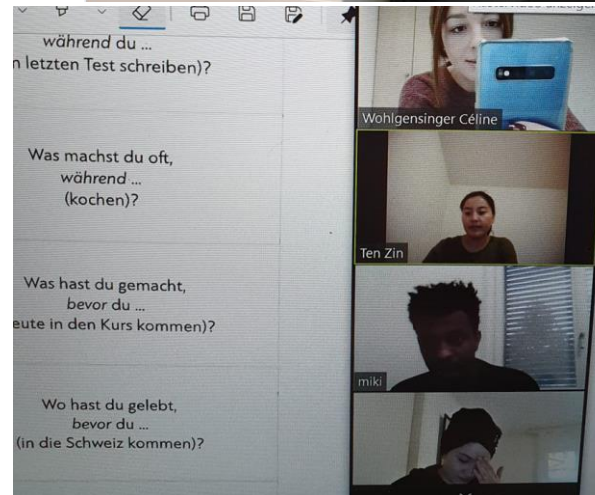 während du ...
n letzten Test schreiben)?
Was machst du oft,
während ...
(kochen)?
Was hast du gemacht,
bevor du ...
eute in den Kurs kommen)?
Wo hast du gelebt,
bevor du ...
(in die Schweiz kommen)?
Wohlgensinger Céline
Ten Zin
miki